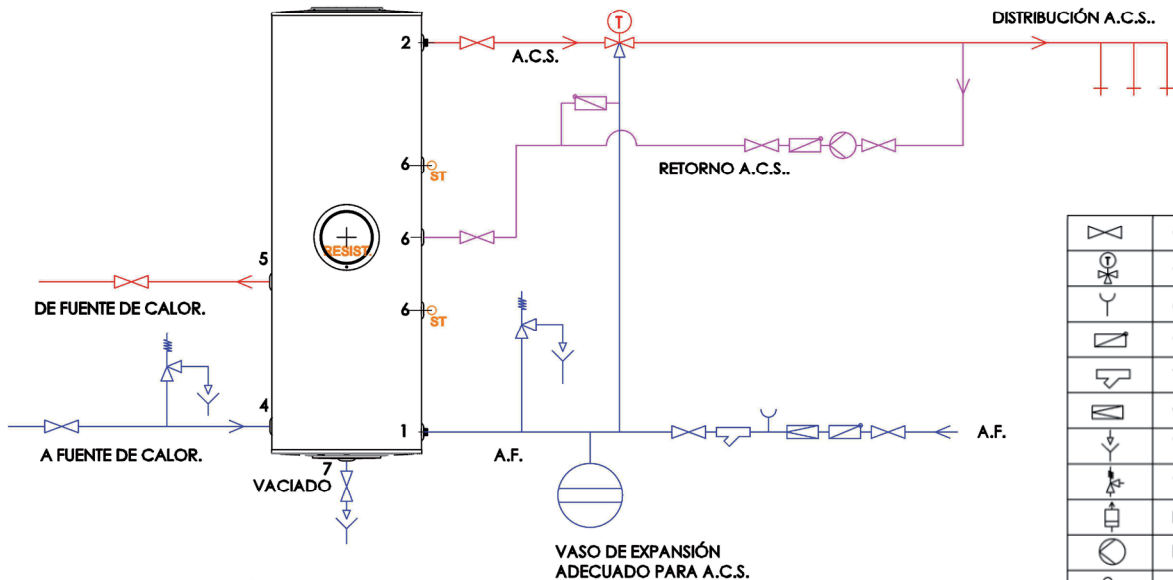 T
DISTRIBUCIÓN A.C.S..
2
A.C.S.
6
ST
RETORNO A.C.S..
6
RESIST.
5
DE FUENTE DE CALOR.
6
ST
T
4
A FUENTE DE CALOR.
1
A.F.
A.F.
7
VACIADO
VASO DE EXPANSIÓN
ADECUADO PARA A.C.S.